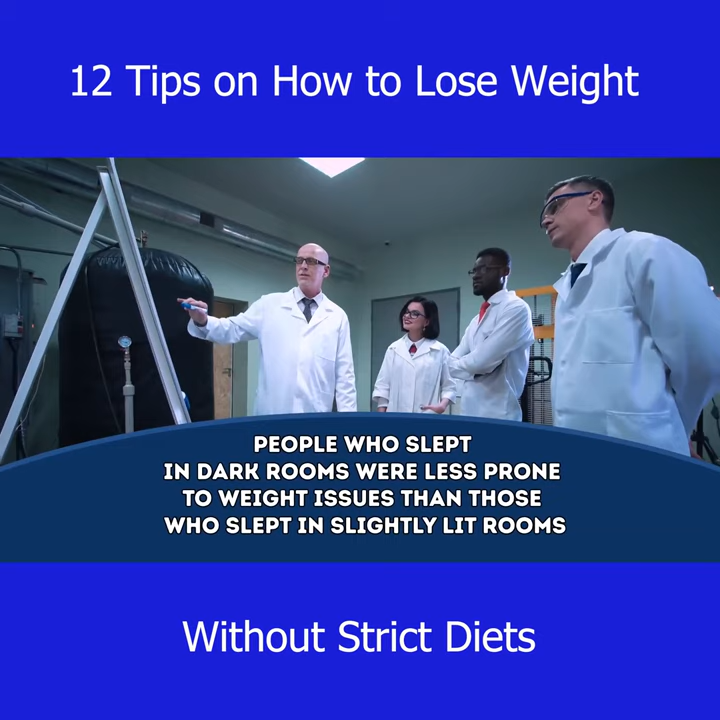 12 Tips on How to Lose Weight
PEOPLE WHO SLEPT
IN DARK ROOMS WERE LESS PRONE
TO WEIGHT ISSUES THAN THOSE
WHO SLEPT IN SLIGHTLY LIT ROOMS
Without Strict Diets